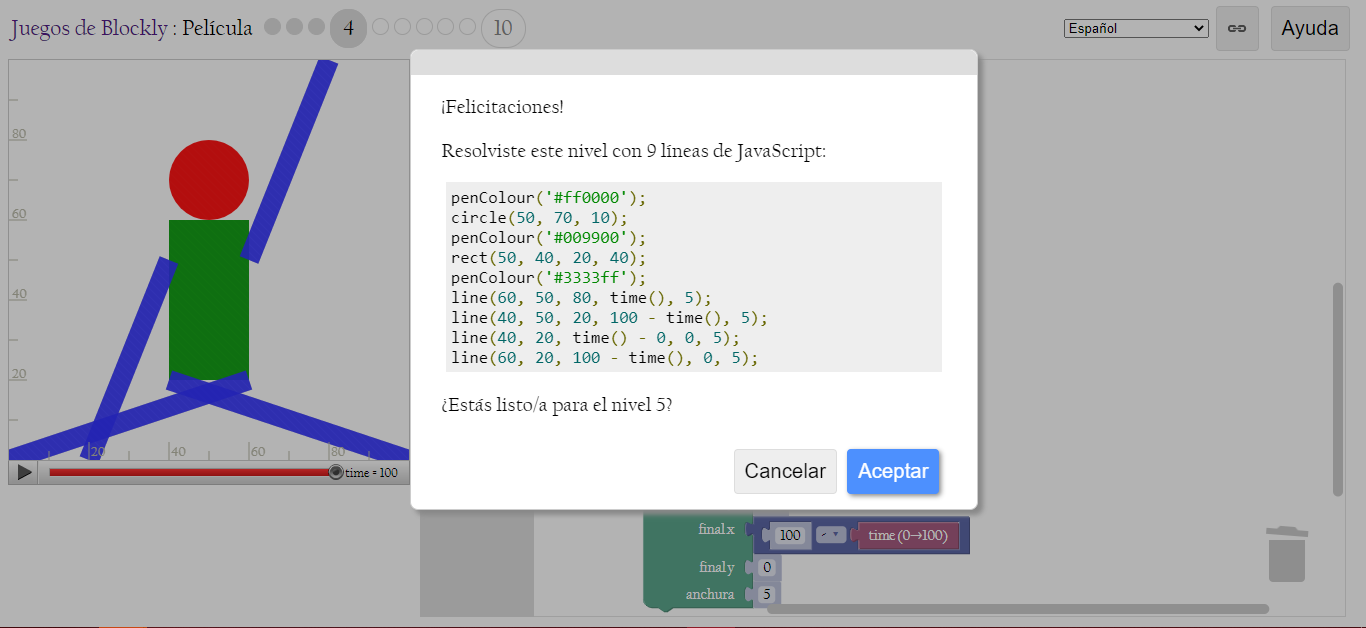 Juegos de Blockly : Película 4 10 Español Ayuda
80
60
40
20
20 40 60 80
time = 100
¡Felicitaciones!
Resolviste este nivel con 9 líneas de JavaScript:
penColour('#ff0000');
circle(50, 70, 10);
penColour('#009900');
rect(50, 40, 20, 40);
penColour('#3333ff');
line(60, 50, 80, time(), 5);
line(40, 50, 20, 100 - time(), 5);
line(40, 20, time() - 0, 0, 5);
line(60, 20, 100 - time(), 0, 5);
¿Estás listo/a para el nivel 5?
Cancelar Aceptar
final x 100 - time (0→100)
final y 0
anchura 5